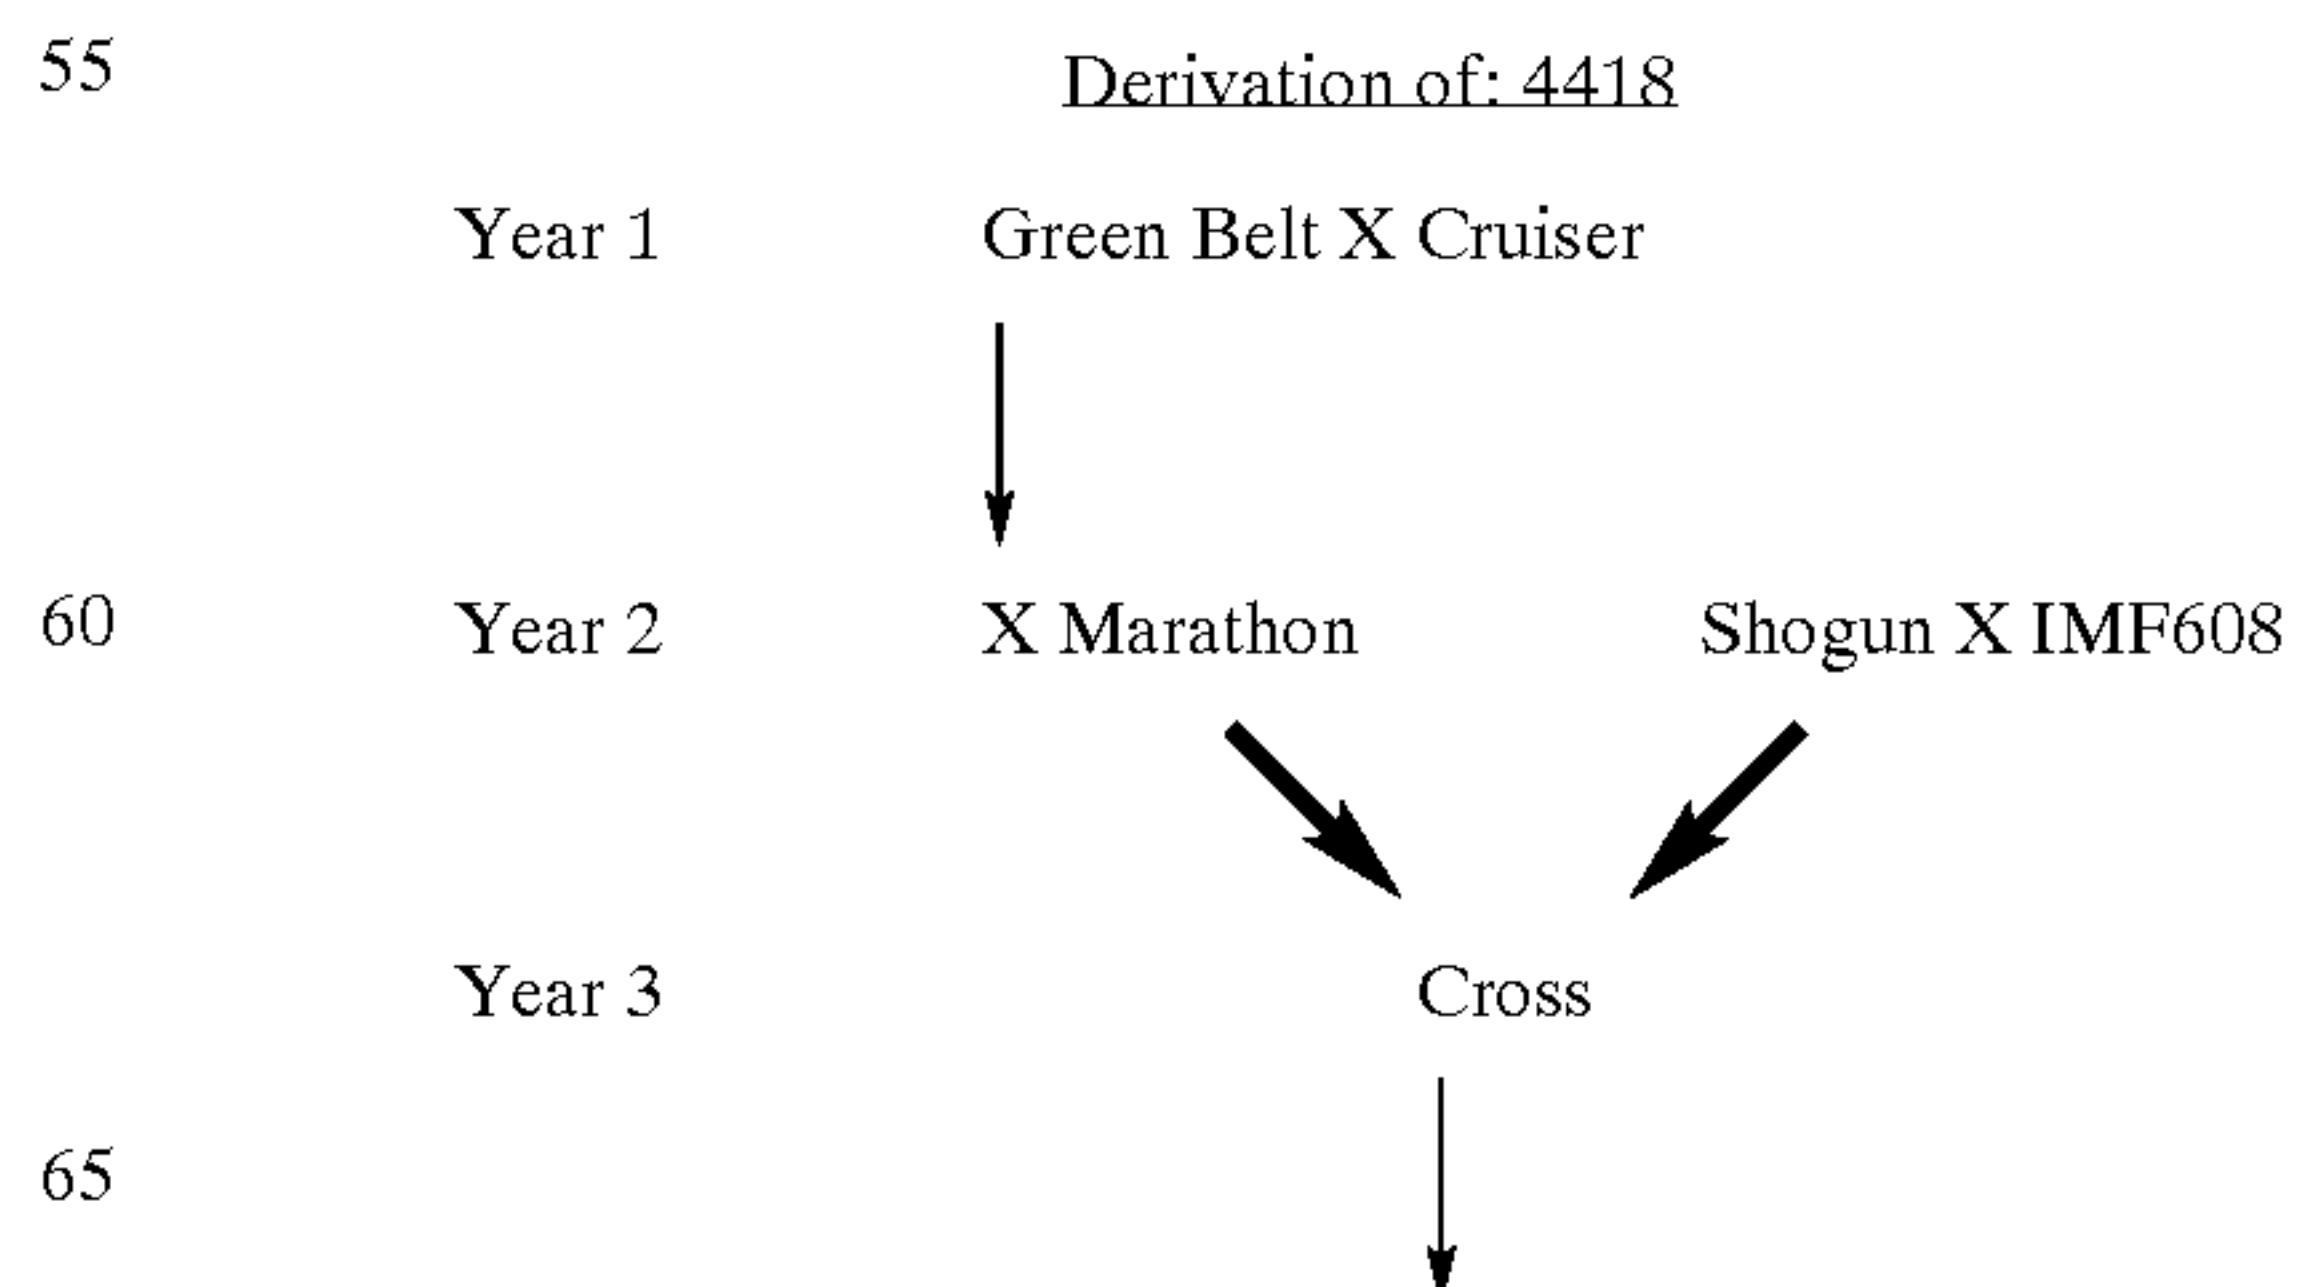 55
Derivation of: 4418
Year 1 Green Belt X Cruiser
60 Year 2 X Marathon Shogun X IMF608
Year 3 Cross
65